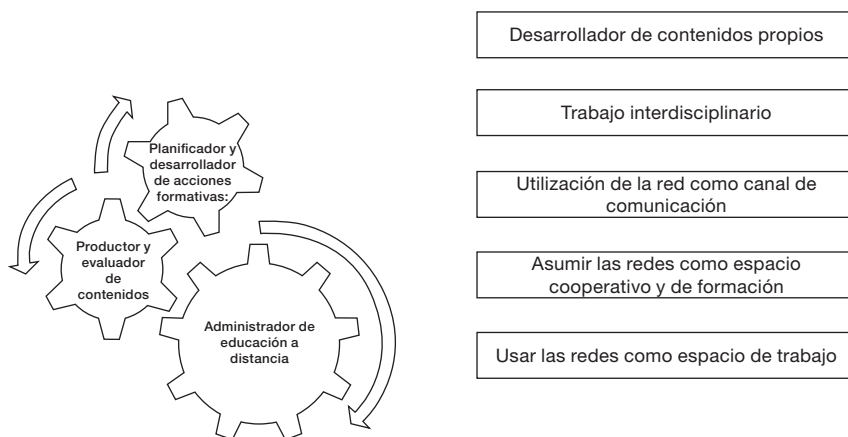 Planificador y
desarrollador
de acciones
formativas:
Productor y
evaluador
de
contenidos
Administrador de
educación a
distancia
Desarrollador de contenidos propios
Trabajo interdisciplinario
Utilización de la red como canal de
comunicación
Asumir las redes como espacio
cooperativo y de formación
Usar las redes como espacio de trabajo